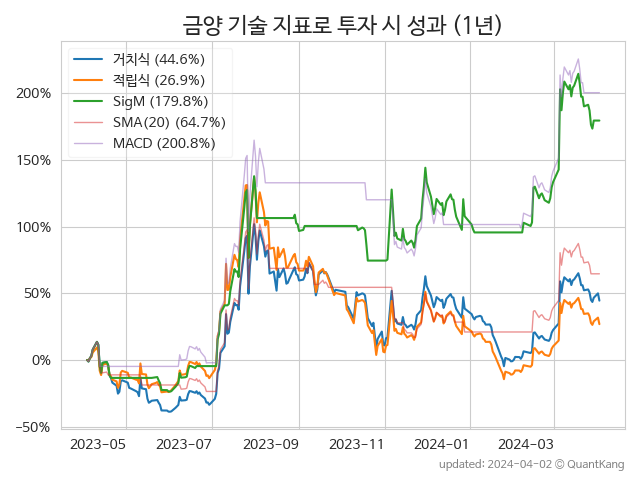 금양 기술 지표로 투자 시 성과 (1년)
거치식 (44.6%)
적립식 (26.9%)
SigM (179.8%)
SMA(20) (64.7%)
MACD (200.8%)
200%
150%
100%
50%
0%
−50%
2023-05 2023-07 2023-09 2023-11 2024-01 2024-03
updated: 2024-04-02 © QuantKang